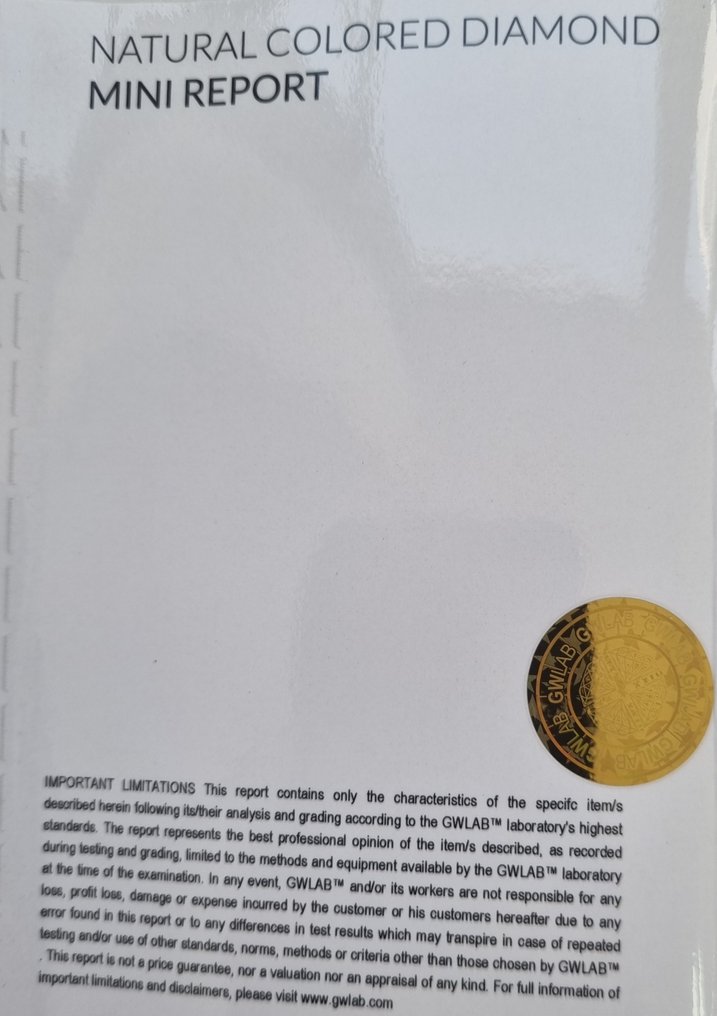 NATURAL COLORED DIAMOND
MINI REPORT
GWLAB GWLAB GWLAB GWLAB GWLAB GWLAB
IMPORTANT LIMITATIONS This report contains only the characteristics of the specifc item/s
described herein following its/their analysis and grading according to the GWLAB™ laboratory's highest
standards. The report represents the best professional opinion of the item/s described, as recorded
during testing and grading, limited to the methods and equipment available by the GWLAB™ laboratory
at the time of the examination. In any event, GWLAB™ and/or its workers are not responsible for any
loss, profit loss, damage or expense incurred by the customer or his customers hereafter due to any
error found in this report or to any differences in test results which may transpire in case of repeated
testing and/or use of other standards, norms, methods or criteria other than those chosen by GWLAB™
. This report is not a price guarantee, nor a valuation nor an appraisal of any kind. For full information of
important limitations and disclaimers, please visit www.gwlab.com